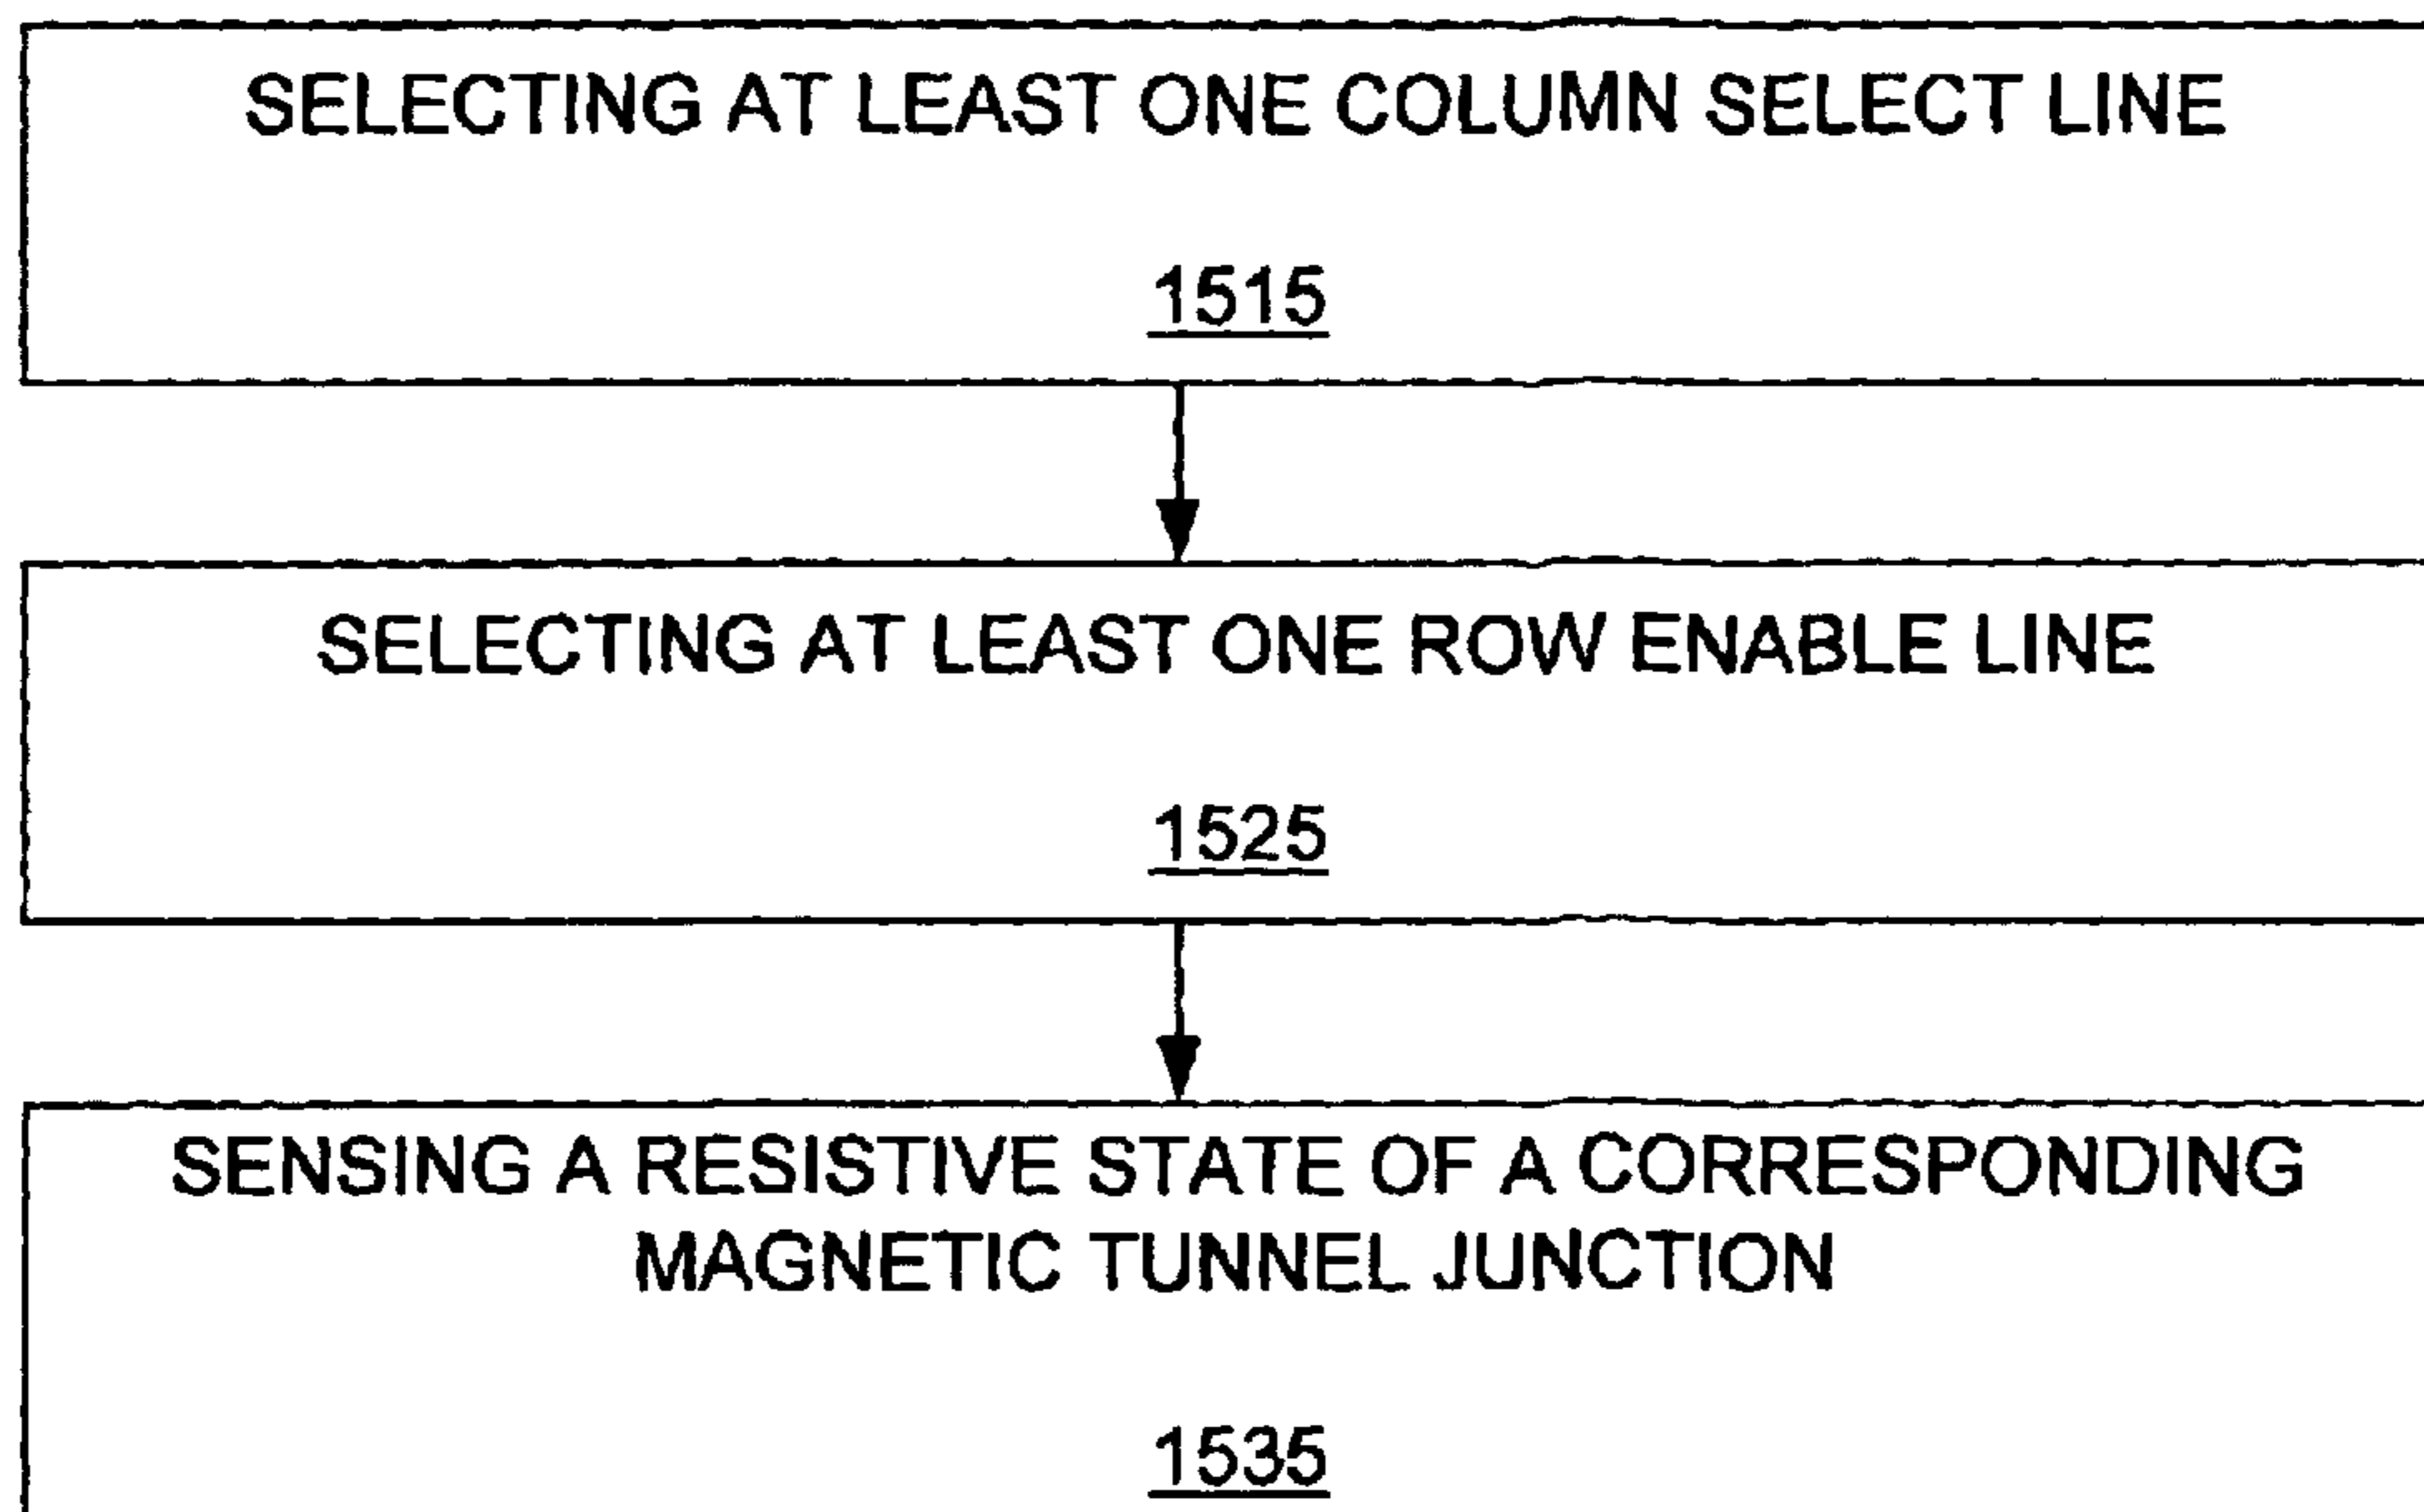 SELECTING AT LEAST ONE COLUMN SELECT LINE
1515
SELECTING AT LEAST ONE ROW ENABLE LINE
1525
SENSING A RESISTIVE STATE OF A CORRESPONDING
MAGNETIC TUNNEL JUNCTION
1535